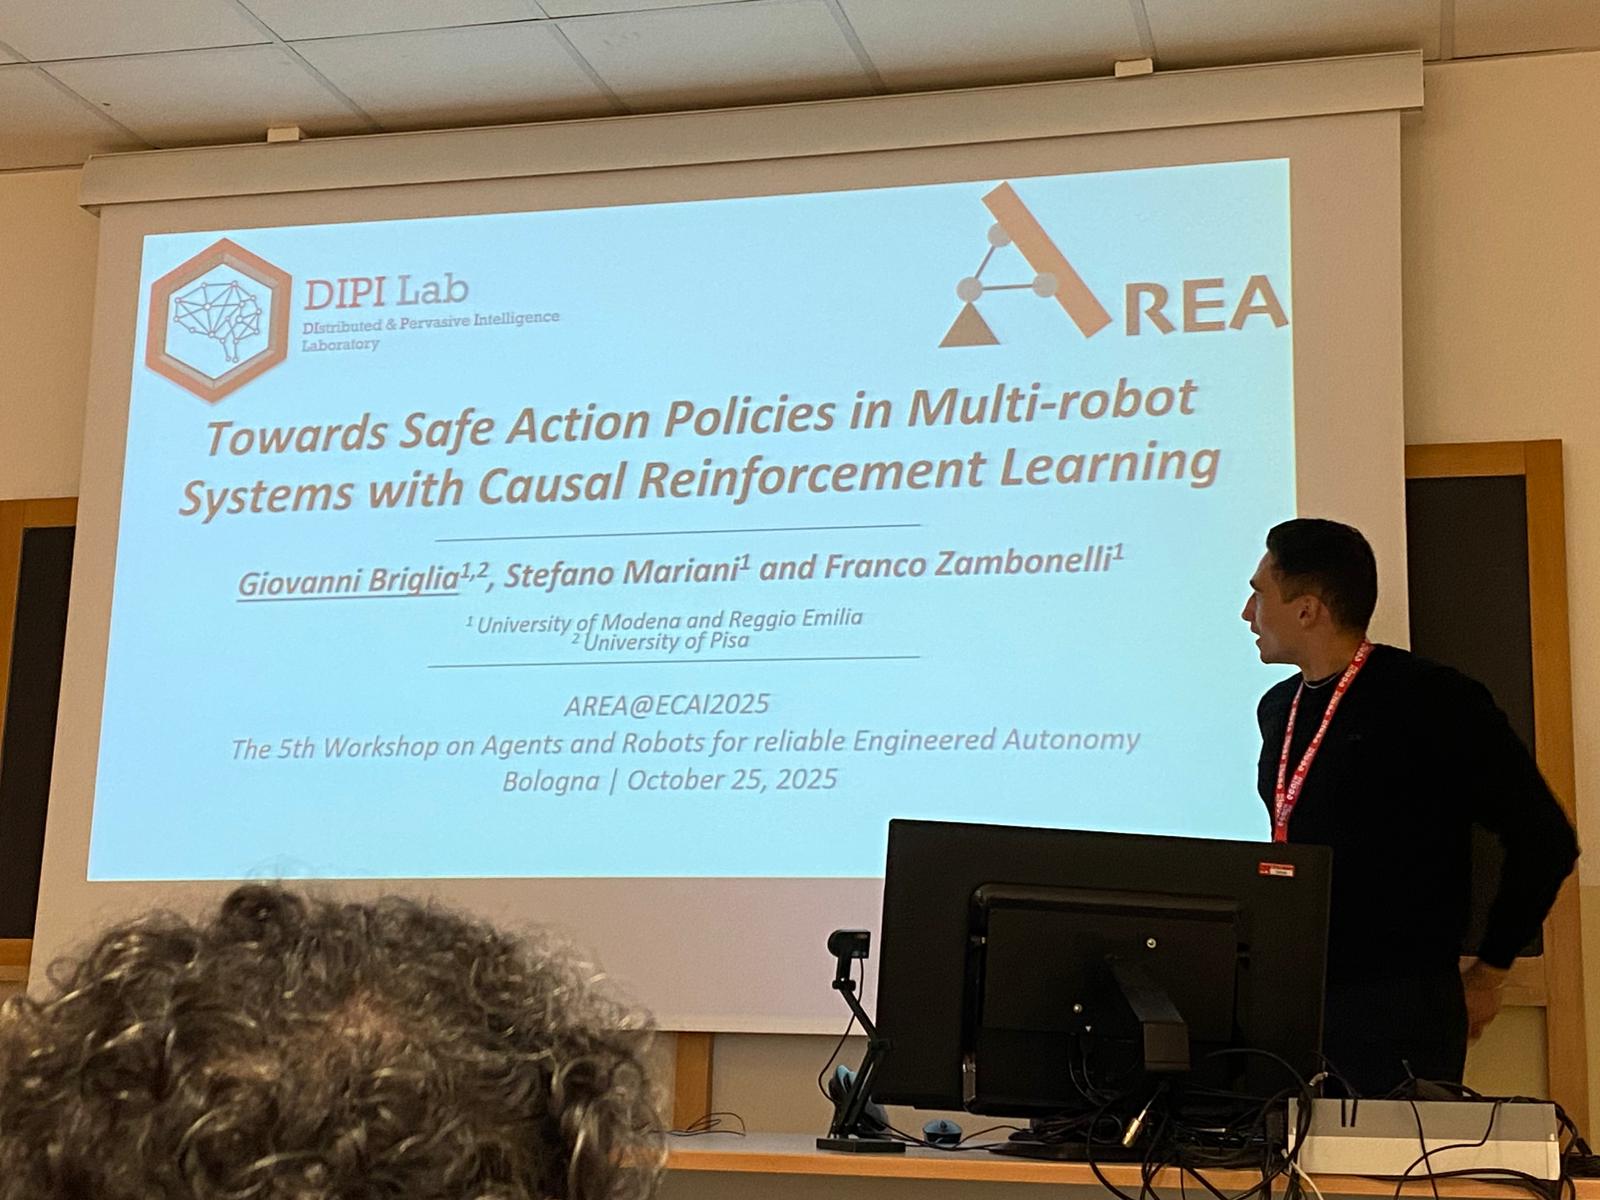 DIPI Lab
DIstributed & Pervasive Intelligence
Laboratory
AREA
Towards Safe Action Policies in Multi-robot
Systems with Causal Reinforcement Learning
Giovanni Briglia1,2, Stefano Mariani1 and Franco Zambonelli1
1 University of Modena and Reggio Emilia
2 University of Pisa
AREA@ECAI2025
The 5th Workshop on Agents and Robots for reliable Engineered Autonomy
Bologna | October 25, 2025